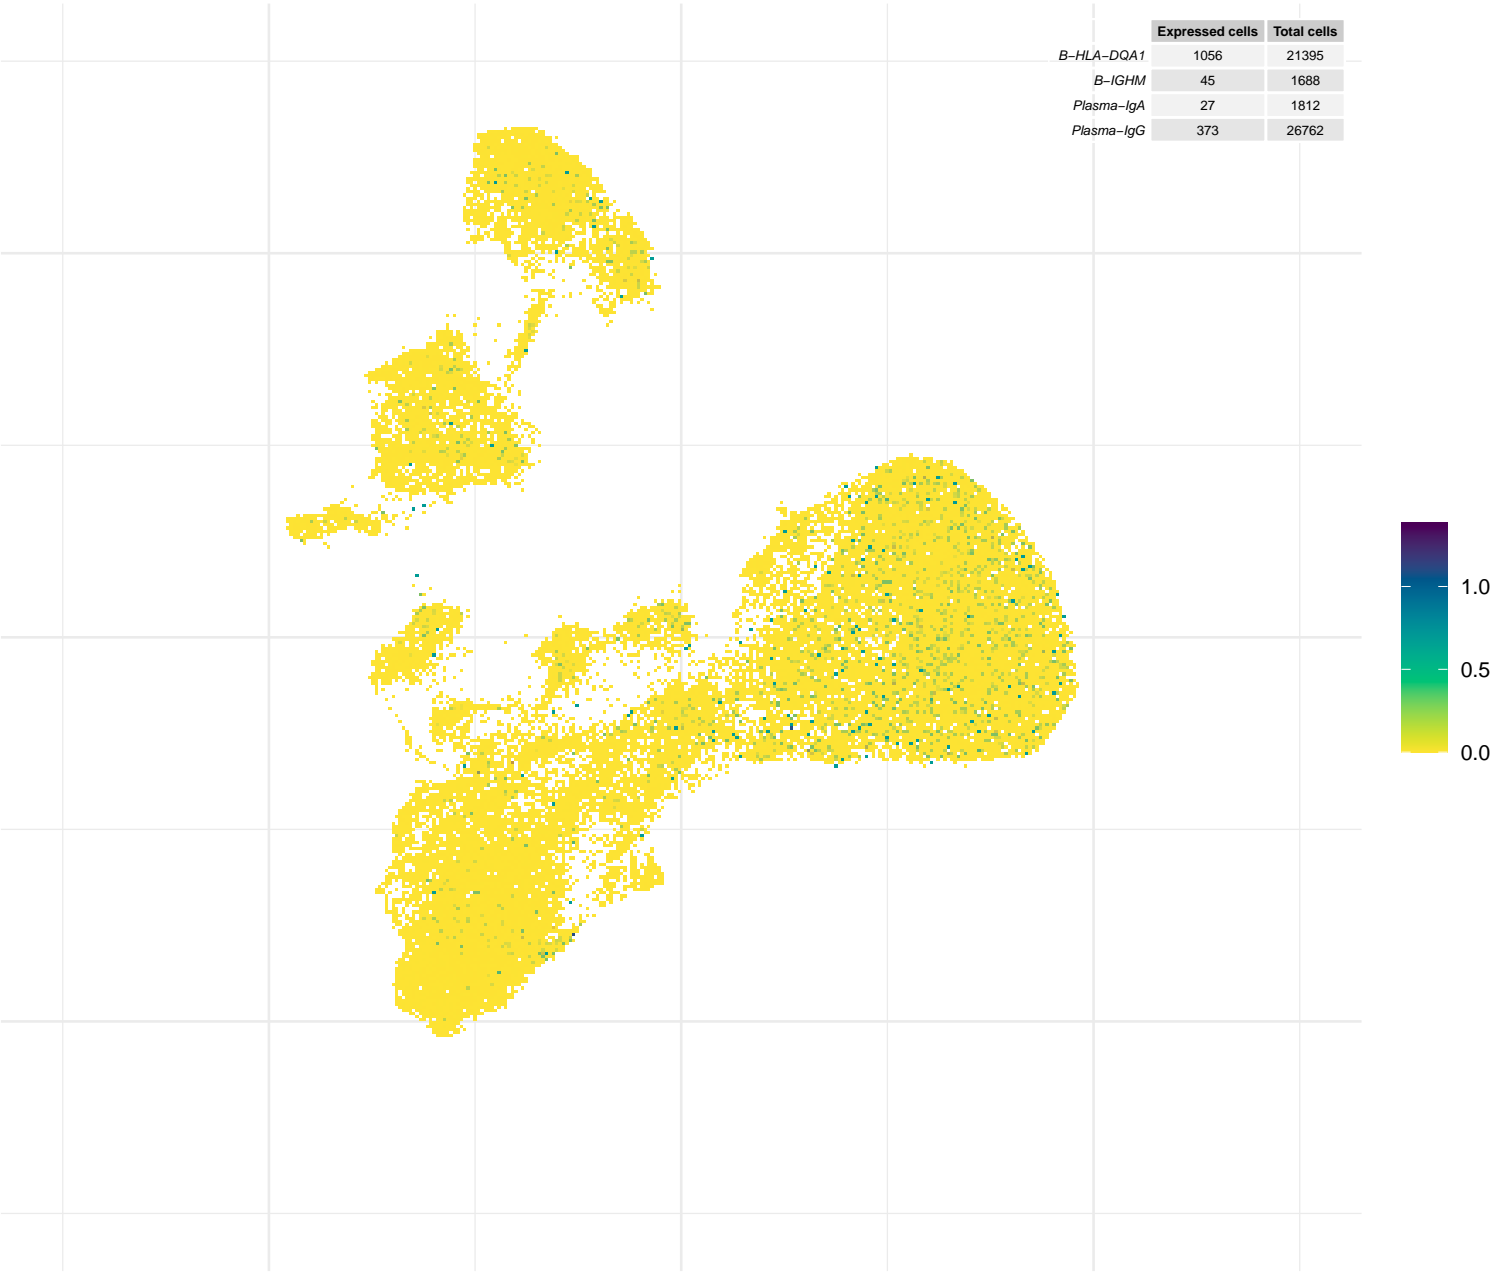 Expressed cells Total cells
B−HLA−DQA1 1056 21395
B−IGHM 45 1688
Plasma−IgA 27 1812
Plasma−IgG 373 26762
1.0
0.5
0.0